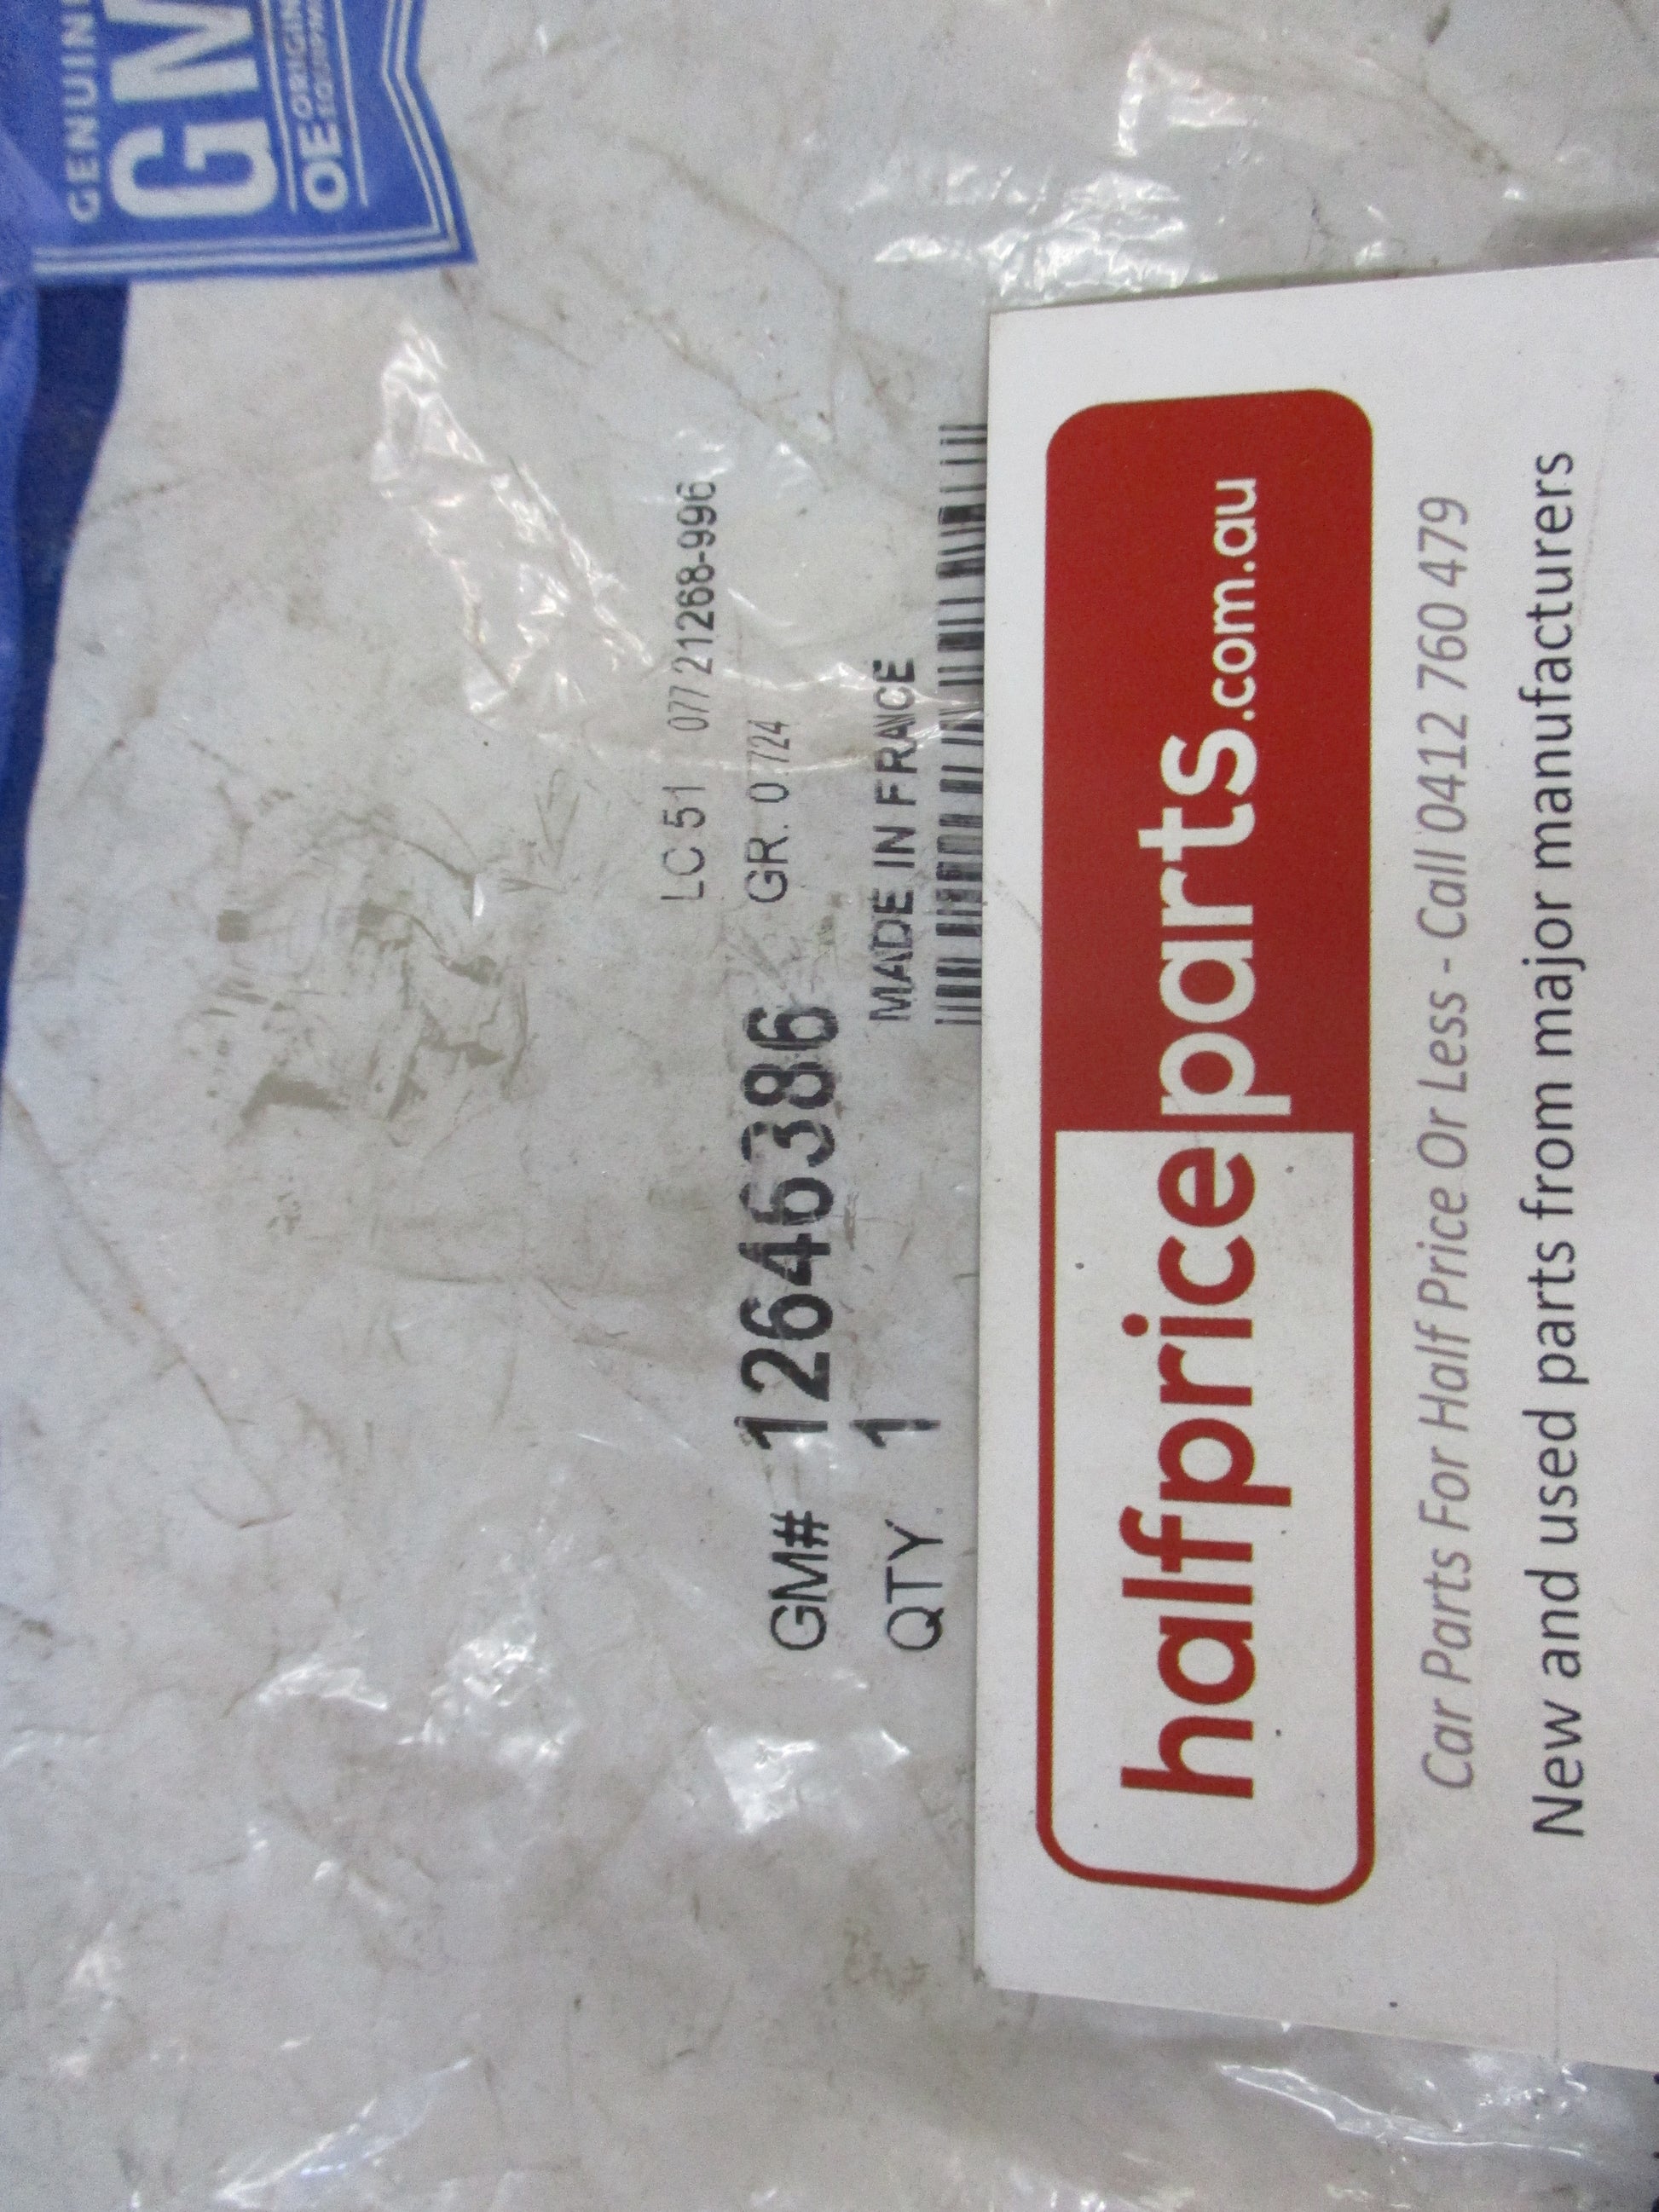 GENUIN
GM
OE ORIGIN
LC 51 077 21268-996
GM# 12646386 GR. 0.724
QTY 1 MADE IN FRANCE
halfpriceparts.com.au
Car Parts For Half Price Or Less - Call 0412 760 479
New and used parts from major manufacturers